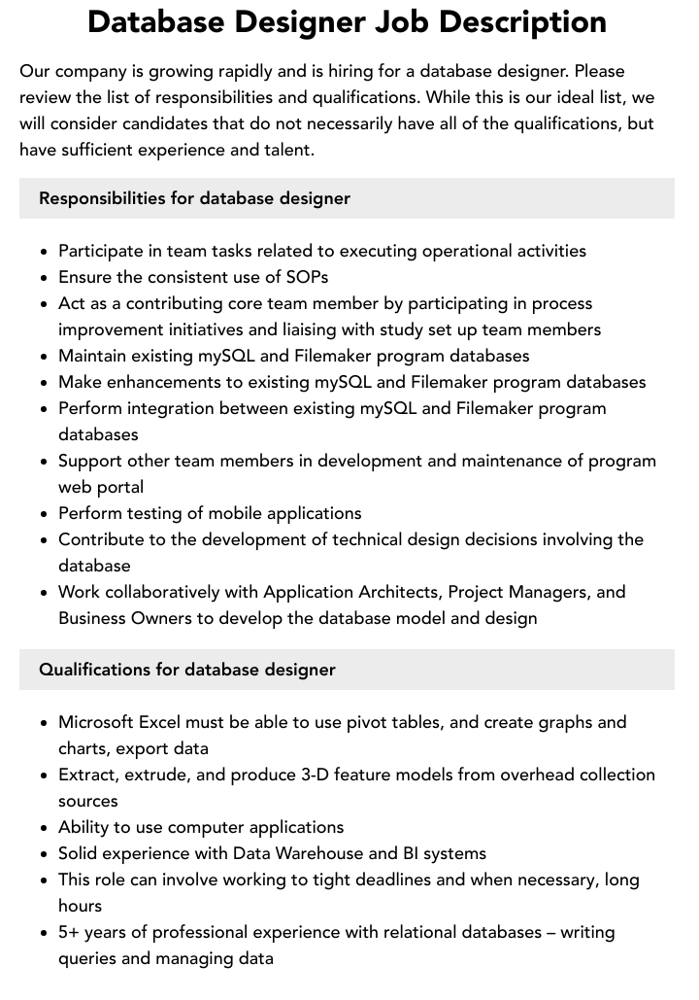 Database Designer Job Description
Our company is growing rapidly and is hiring for a database designer. Please
review the list of responsibilities and qualifications. While this is our ideal list, we
will consider candidates that do not necessarily have all of the qualifications, but
have sufficient experience and talent.
Responsibilities for database designer
• Participate in team tasks related to executing operational activities
• Ensure the consistent use of SOPs
• Act as a contributing core team member by participating in process
improvement initiatives and liaising with study set up team members
• Maintain existing mySQL and Filemaker program databases
• Make enhancements to existing mySQL and Filemaker program databases
• Perform integration between existing mySQL and Filemaker program
databases
• Support other team members in development and maintenance of program
web portal
• Perform testing of mobile applications
• Contribute to the development of technical design decisions involving the
database
• Work collaboratively with Application Architects, Project Managers, and
Business Owners to develop the database model and design
Qualifications for database designer
• Microsoft Excel must be able to use pivot tables, and create graphs and
charts, export data
• Extract, extrude, and produce 3-D feature models from overhead collection
sources
• Ability to use computer applications
• Solid experience with Data Warehouse and BI systems
• This role can involve working to tight deadlines and when necessary, long
hours
• 5+ years of professional experience with relational databases – writing
queries and managing data